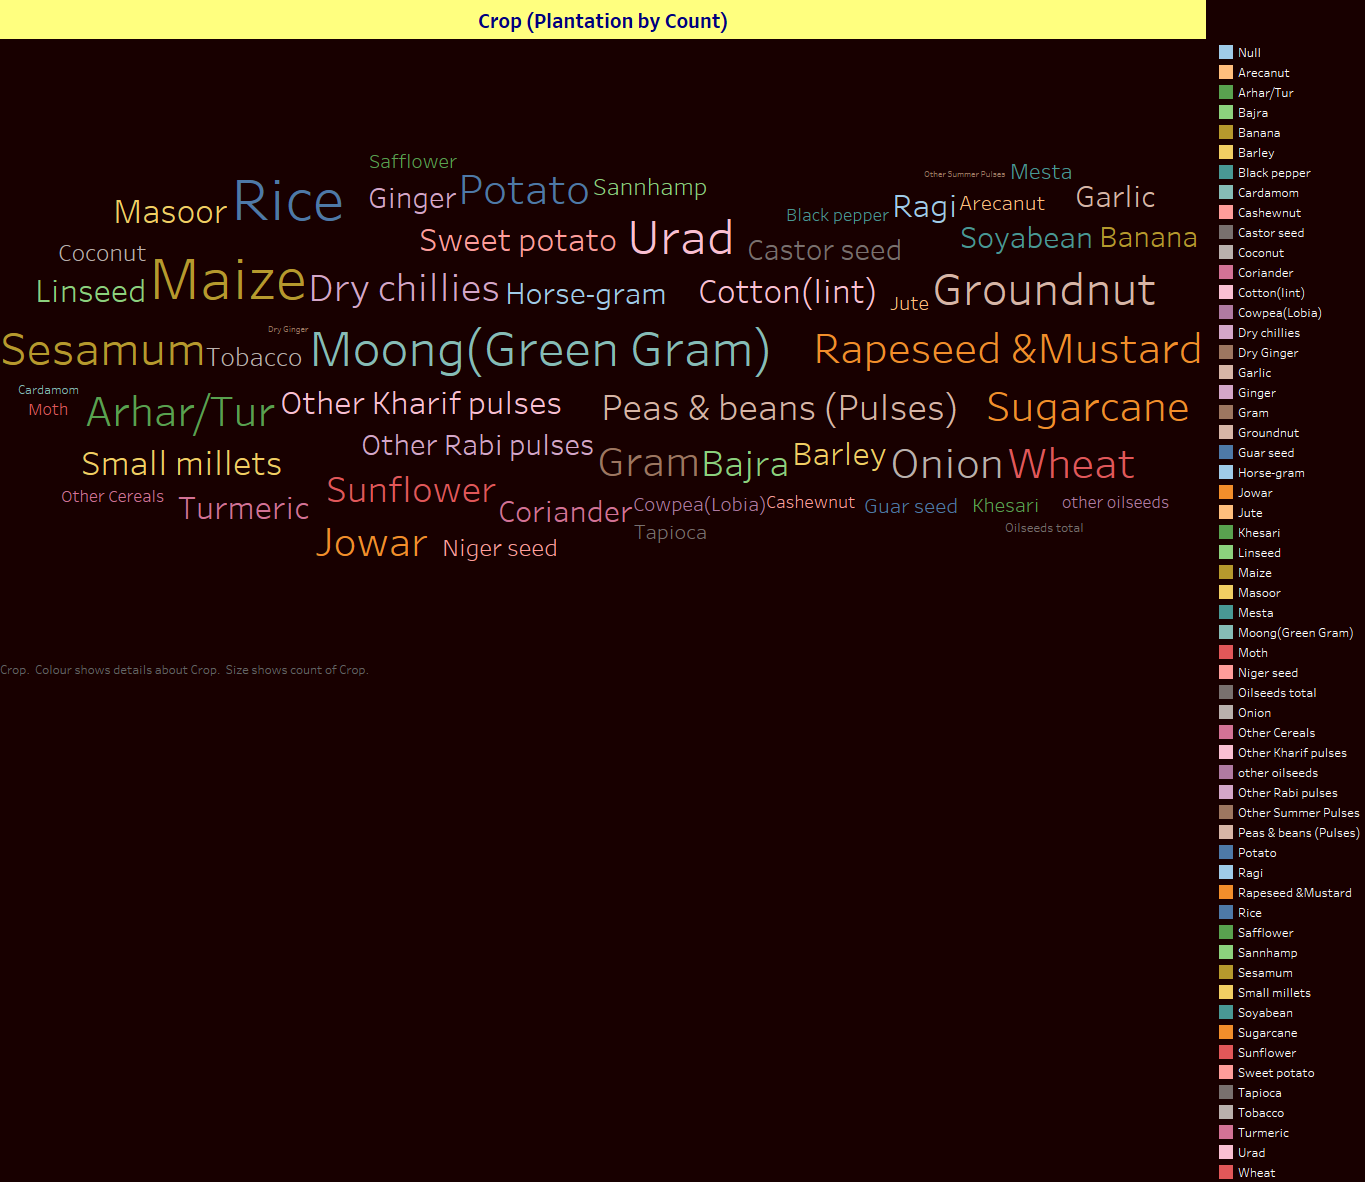 Crop (Plantation by Count)
Safflower
Other Summer Pulses Mesta
Masoor Rice Ginger Potato Sannhamp Black pepper Ragi Arecanut Garlic
Coconut Sweet potato Urad Castor seed Soyabean Banana
Linseed Maize Dry chillies Horse-gram Cotton(lint) Jute Groundnut
Dry Ginger
Sesamum Tobacco Moong(Green Gram) Rapeseed &Mustard
Cardamom
Moth Arhar/Tur Other Kharif pulses Peas & beans (Pulses) Sugarcane
Small millets Other Rabi pulses Gram Bajra Barley Onion Wheat
Other Cereals Turmeric Sunflower Coriander Cowpea(Lobia) Cashewnut Guar seed Khesari other oilseeds
Jowar Niger seed Tapioca Oilseeds total
Crop. Colour shows details about Crop. Size shows count of Crop.
Null
Arecanut
Arhar/Tur
Bajra
Banana
Barley
Black pepper
Cardamom
Cashewnut
Castor seed
Coconut
Coriander
Cotton(lint)
Cowpea(Lobia)
Dry chillies
Dry Ginger
Garlic
Ginger
Gram
Groundnut
Guar seed
Horse-gram
Jowar
Jute
Khesari
Linseed
Maize
Masoor
Mesta
Moong(Green Gram)
Moth
Niger seed
Oilseeds total
Onion
Other Cereals
Other Kharif pulses
other oilseeds
Other Rabi pulses
Other Summer Pulses
Peas & beans (Pulses)
Potato
Ragi
Rapeseed &Mustard
Rice
Safflower
Sannhamp
Sesamum
Small millets
Soyabean
Sugarcane
Sunflower
Sweet potato
Tapioca
Tobacco
Turmeric
Urad
Wheat